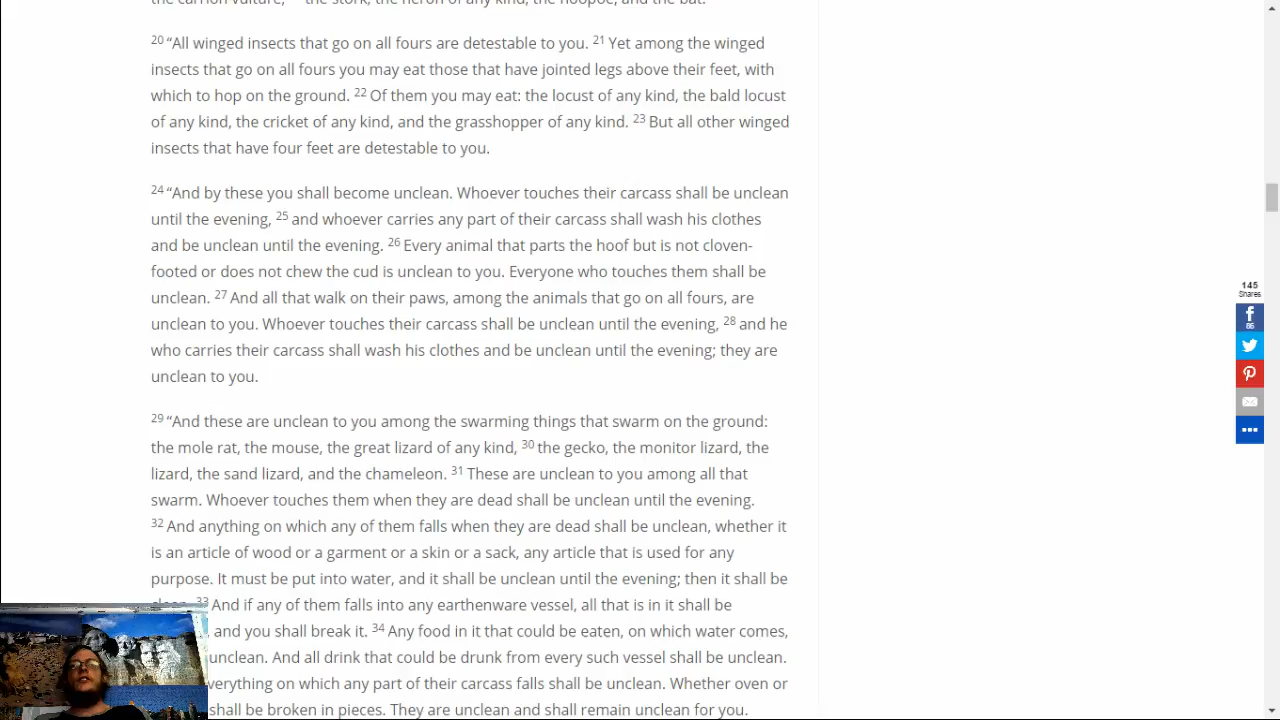 the carrion vulture, the stork, the heron of any kind, the hoopoe, and the bat.
20 “All winged insects that go on all fours are detestable to you. 21 Yet among the winged
insects that go on all fours you may eat those that have jointed legs above their feet, with
which to hop on the ground. 22 Of them you may eat: the locust of any kind, the bald locust
of any kind, the cricket of any kind, and the grasshopper of any kind. 23 But all other winged
insects that have four feet are detestable to you.
24 “And by these you shall become unclean. Whoever touches their carcass shall be unclean
until the evening, 25 and whoever carries any part of their carcass shall wash his clothes
and be unclean until the evening. 26 Every animal that parts the hoof but is not cloven-
footed or does not chew the cud is unclean to you. Everyone who touches them shall be
unclean. 27 And all that walk on their paws, among the animals that go on all fours, are
unclean to you. Whoever touches their carcass shall be unclean until the evening, 28 and he
who carries their carcass shall wash his clothes and be unclean until the evening; they are
unclean to you.
29 “And these are unclean to you among the swarming things that swarm on the ground:
the mole rat, the mouse, the great lizard of any kind, 30 the gecko, the monitor lizard, the
lizard, the sand lizard, and the chameleon. 31 These are unclean to you among all that
swarm. Whoever touches them when they are dead shall be unclean until the evening.
32 And anything on which any of them falls when they are dead shall be unclean, whether it
is an article of wood or a garment or a skin or a sack, any article that is used for any
purpose. It must be put into water, and it shall be unclean until the evening; then it shall be
33 And if any of them falls into any earthenware vessel, all that is in it shall be
and you shall break it. 34 Any food in it that could be eaten, on which water comes,
unclean. And all drink that could be drunk from every such vessel shall be unclean.
verything on which any part of their carcass falls shall be unclean. Whether oven or
shall be broken in pieces. They are unclean and shall remain unclean for you.
145
Shares
86